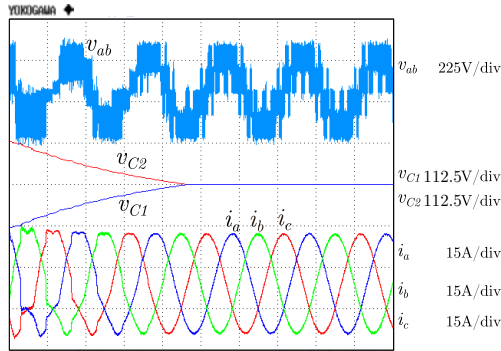 YOKOGAWA ◆
v_ab
v_ab 225V/div
v_C2
v_C1 112.5V/div
v_C2 112.5V/div
v_C1
i_a i_b i_c
i_a 15A/div
i_b 15A/div
i_c 15A/div